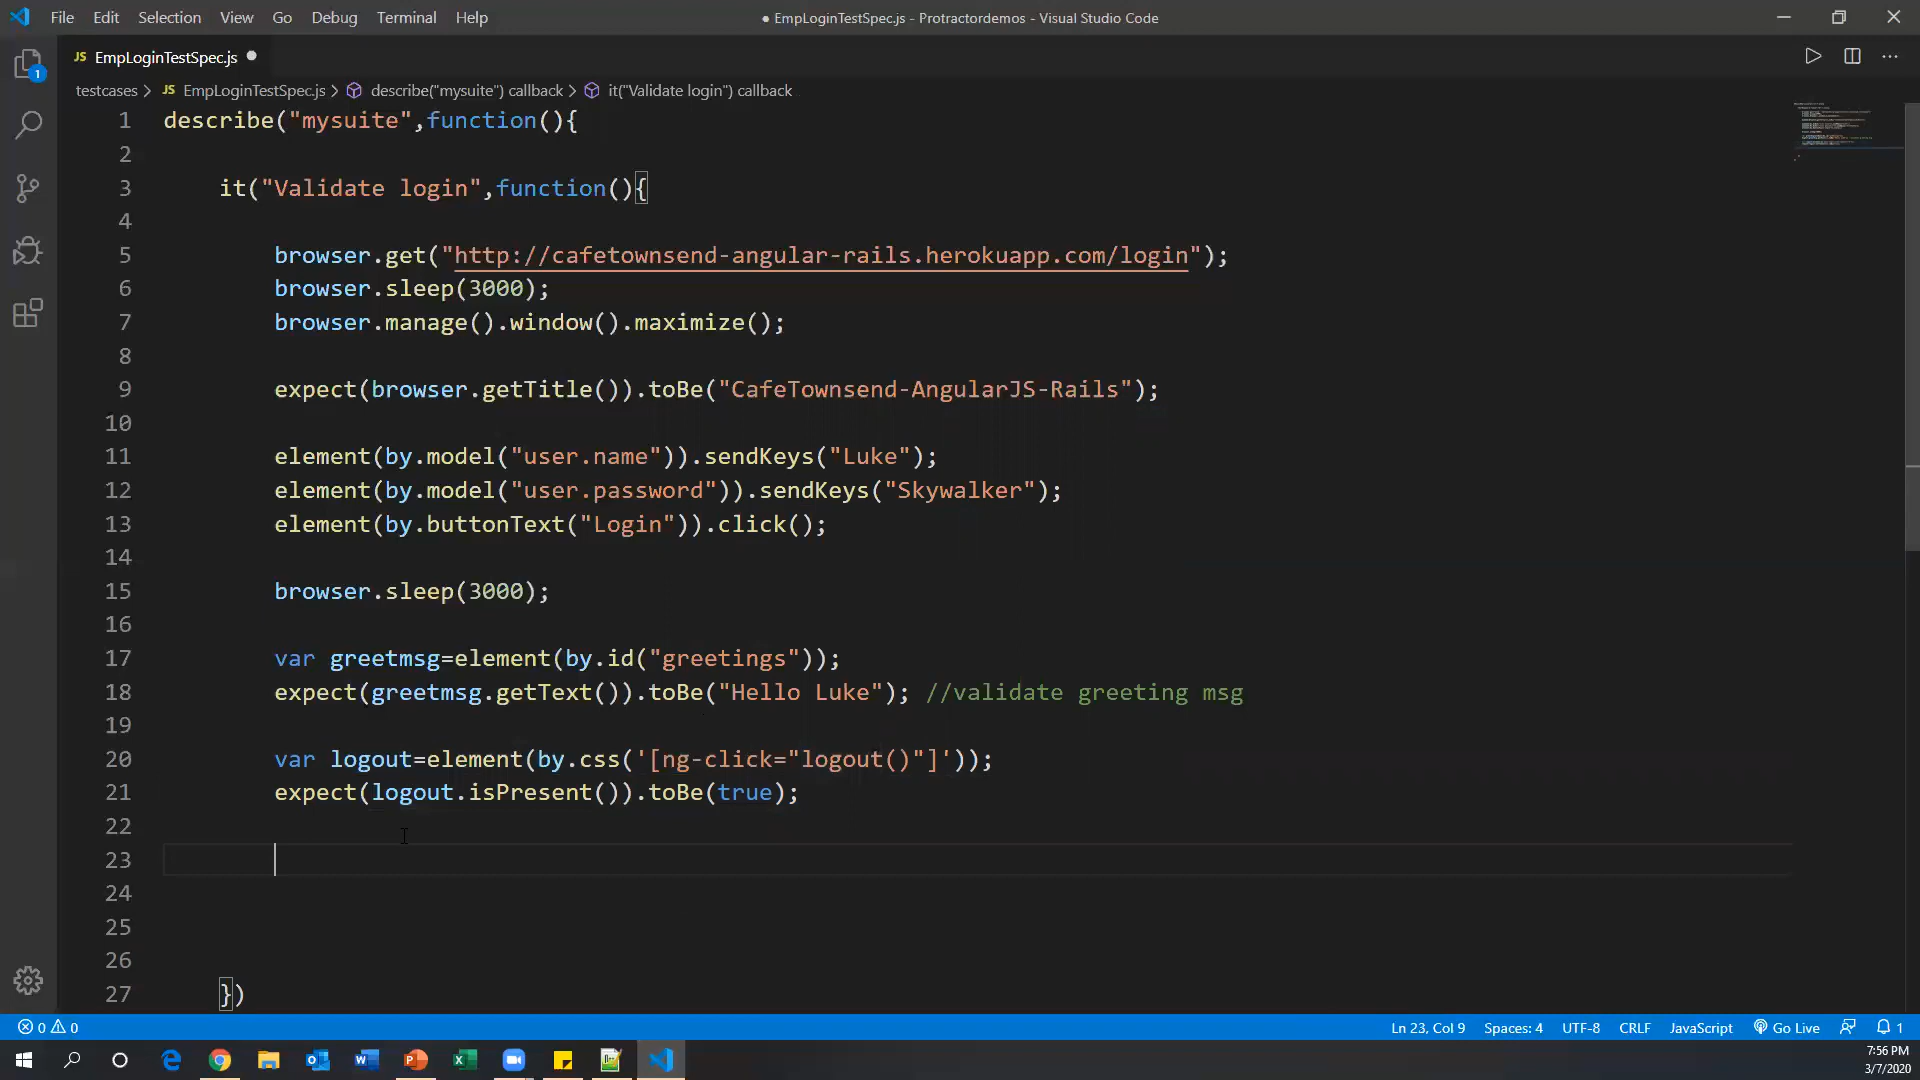 File Edit Selection View Go Debug Terminal Help
● EmpLoginTestSpec.js - Protractordemos - Visual Studio Code
JS EmpLoginTestSpec.js ●
testcases > JS EmpLoginTestSpec.js > describe("mysuite") callback > it("Validate login") callback
1 describe("mysuite",function(){
2
3 it("Validate login",function(){
4
5 browser.get("http://cafetownsend-angular-rails.herokuapp.com/login");
6 browser.sleep(3000);
7 browser.manage().window().maximize();
8
9 expect(browser.getTitle()).toBe("CafeTownsend-AngularJS-Rails");
10
11 element(by.model("user.name")).sendKeys("Luke");
12 element(by.model("user.password")).sendKeys("Skywalker");
13 element(by.buttonText("Login")).click();
14
15 browser.sleep(3000);
16
17 var greetmsg=element(by.id("greetings"));
18 expect(greetmsg.getText()).toBe("Hello Luke"); //validate greeting msg
19
20 var logout=element(by.css('[ng-click="logout()"]'));
21 expect(logout.isPresent()).toBe(true);
22
23
24
25
26
27 })
1
0 0
Ln 23, Col 9 Spaces: 4 UTF-8 CRLF JavaScript Go Live 1
7:56 PM
3/7/2020